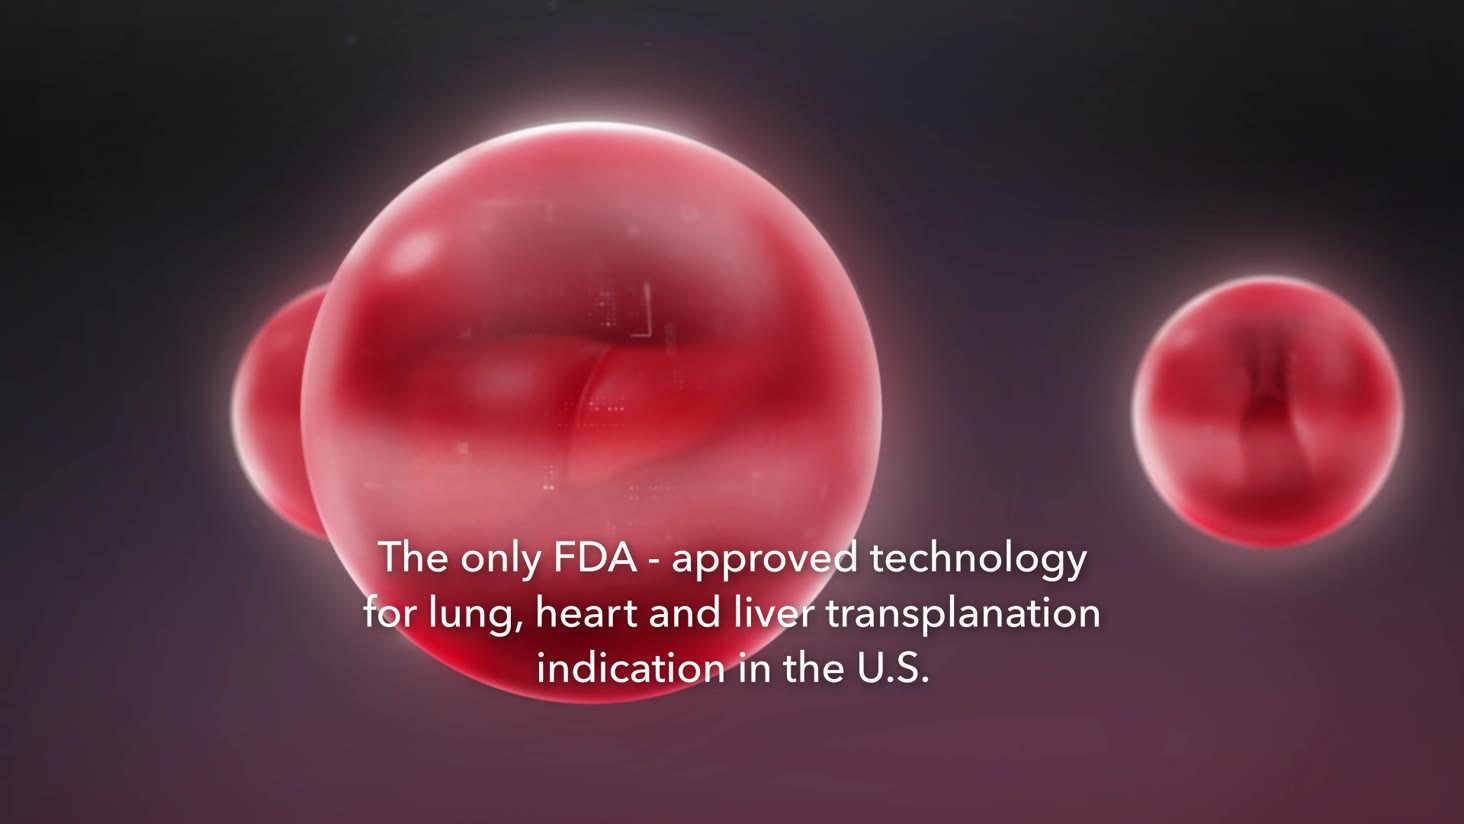 The only FDA - approved technology
for lung, heart and liver transplanation
indication in the U.S.